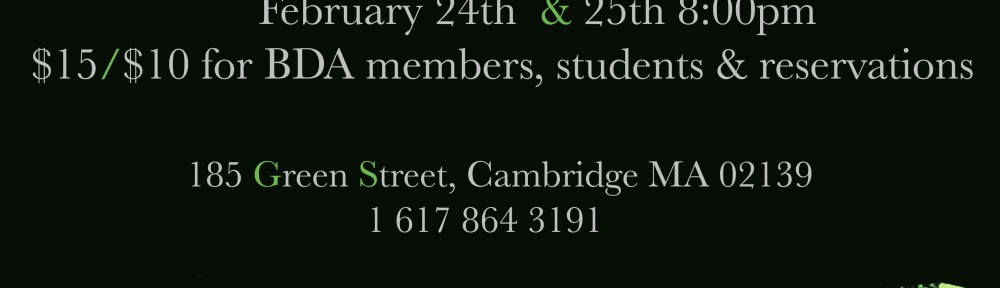 February 24th & 25th 8:00pm
$15/$10 for BDA members, students & reservations
185 Green Street, Cambridge MA 02139
1 617 864 3191